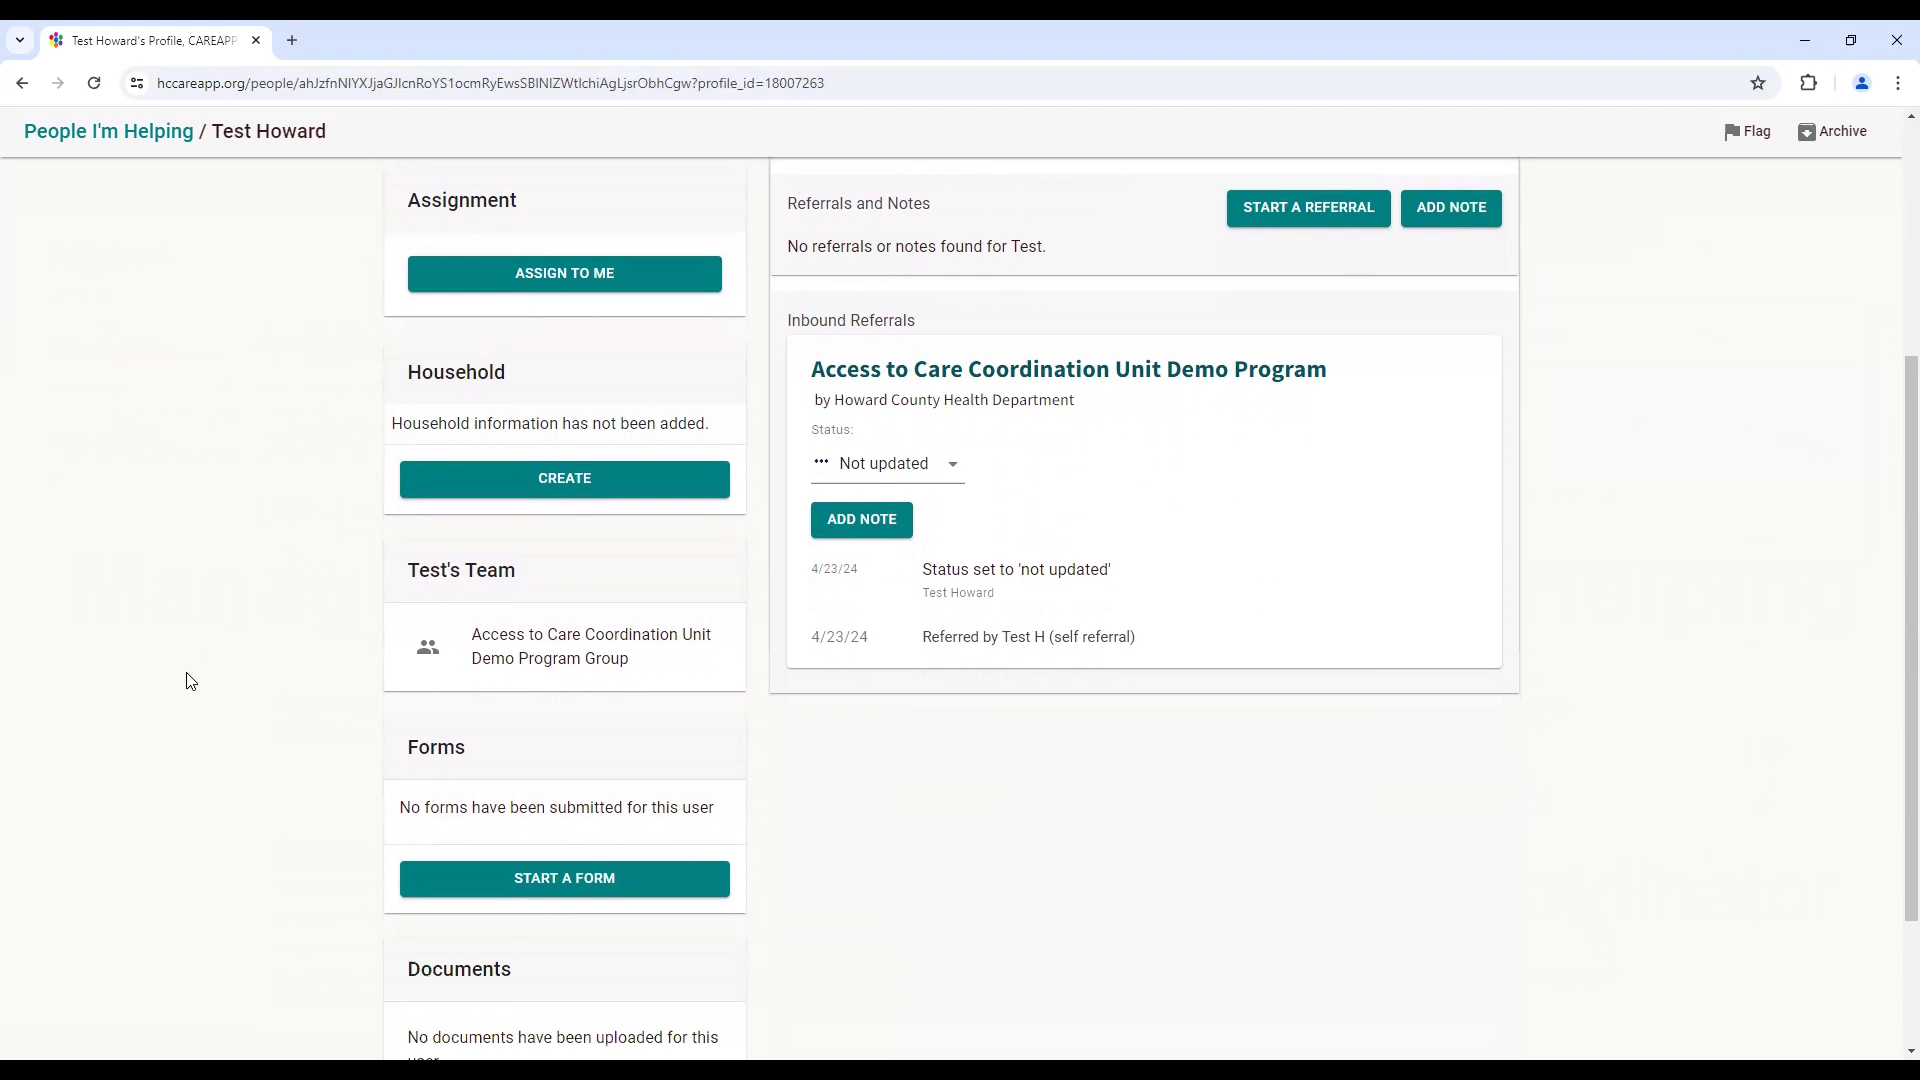 Test Howard's Profile, CAREAPP
hccareapp.org/people/ahJzfnNlYXJjaGJlcnRoYS1ocmRyEwsSBlNlZWtlchiAgLjsrObhCgw?profile_id=18007263
People I'm Helping / Test Howard
Flag
Archive
Assignment
ASSIGN TO ME
Household
Household information has not been added.
CREATE
Test's Team
Access to Care Coordination Unit
Demo Program Group
Forms
No forms have been submitted for this user
START A FORM
Documents
No documents have been uploaded for this
Referrals and Notes
START A REFERRAL
ADD NOTE
No referrals or notes found for Test.
Inbound Referrals
Access to Care Coordination Unit Demo Program
by Howard County Health Department
Status:
Not updated
ADD NOTE
4/23/24 Status set to 'not updated'
Test Howard
4/23/24 Referred by Test H (self referral)